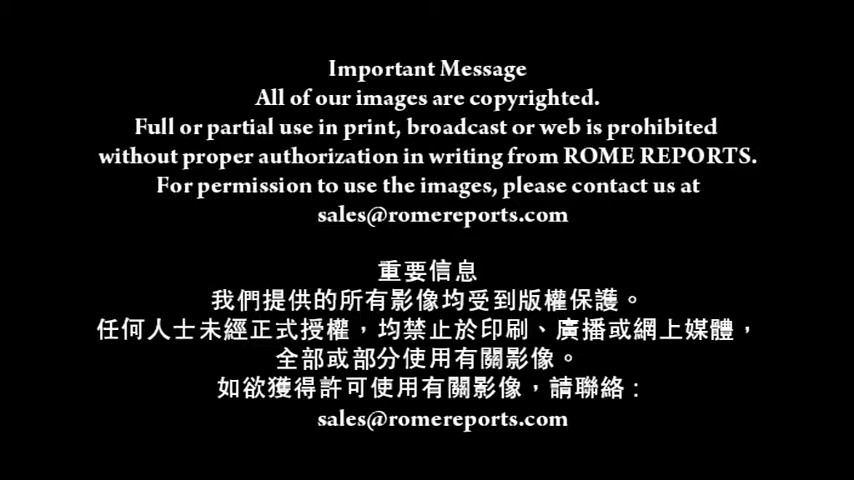 Important Message
All of our images are copyrighted.
Full or partial use in print, broadcast or web is prohibited
without proper authorization in writing from ROME REPORTS.
For permission to use the images, please contact us at
sales@romereports.com
重要信息
我們提供的所有影像均受到版權保護。
任何人士未經正式授權，均禁止於印刷、廣播或網上媒體，
全部或部分使用有關影像。
如欲獲得許可使用有關影像，請聯絡：
sales@romereports.com